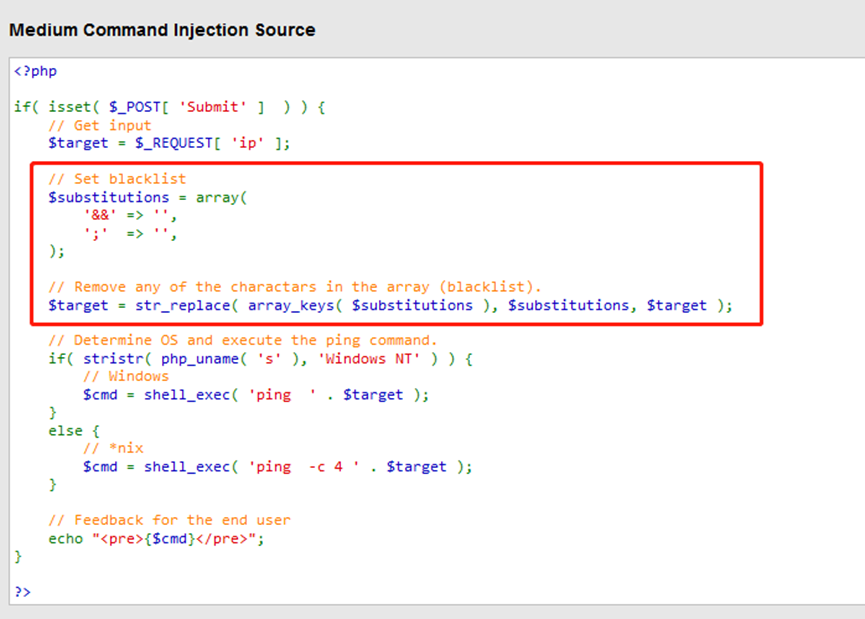 Medium Command Injection Source
<?php
if( isset( $_POST[ 'Submit' ]  ) ) {
    // Get input
    $target = $_REQUEST[ 'ip' ];
    // Set blacklist
    $substitutions = array(
        '&&' => '',
        ';'  => '',
    );
    // Remove any of the charactars in the array (blacklist).
    $target = str_replace( array_keys( $substitutions ), $substitutions, $target );
    // Determine OS and execute the ping command.
    if( stristr( php_uname( 's' ), 'Windows NT' ) ) {
        // Windows
        $cmd = shell_exec( 'ping  ' . $target );
    }
    else {
        // *nix
        $cmd = shell_exec( 'ping  -c 4 ' . $target );
    }
    // Feedback for the end user
    echo "<pre>{$cmd}</pre>";
}
?>